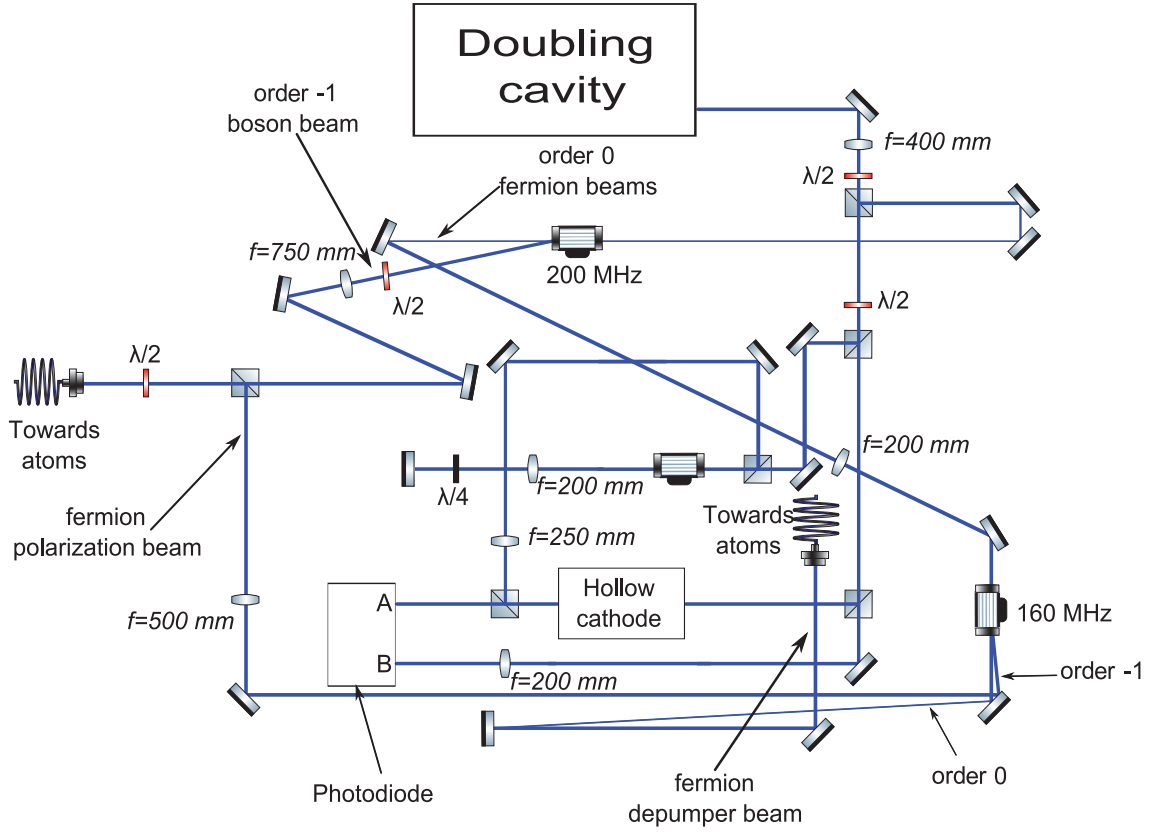 Doubling
cavity
order -1
boson beam
order 0
fermion beams
f=400 mm
λ/2
f=750 mm
200 MHz
λ/2
λ/2
λ/2
Towards
atoms
f=200 mm
λ/4
f=200 mm
Towards
atoms
fermion
polarization beam
f=250 mm
Hollow
cathode
A
160 MHz
f=500 mm
B
f=200 mm
order -1
order 0
Photodiode
fermion
depumper beam